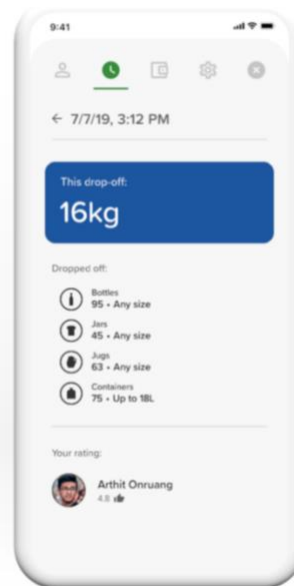 9:41
← 7/7/19, 3:12 PM
This drop-off:
16kg
Dropped off:
Bottles
95 • Any size
Jars
45 • Any size
Jugs
63 • Any size
Containers
75 • Up to 18L
Your rating:
Arthit Onruang
4.8